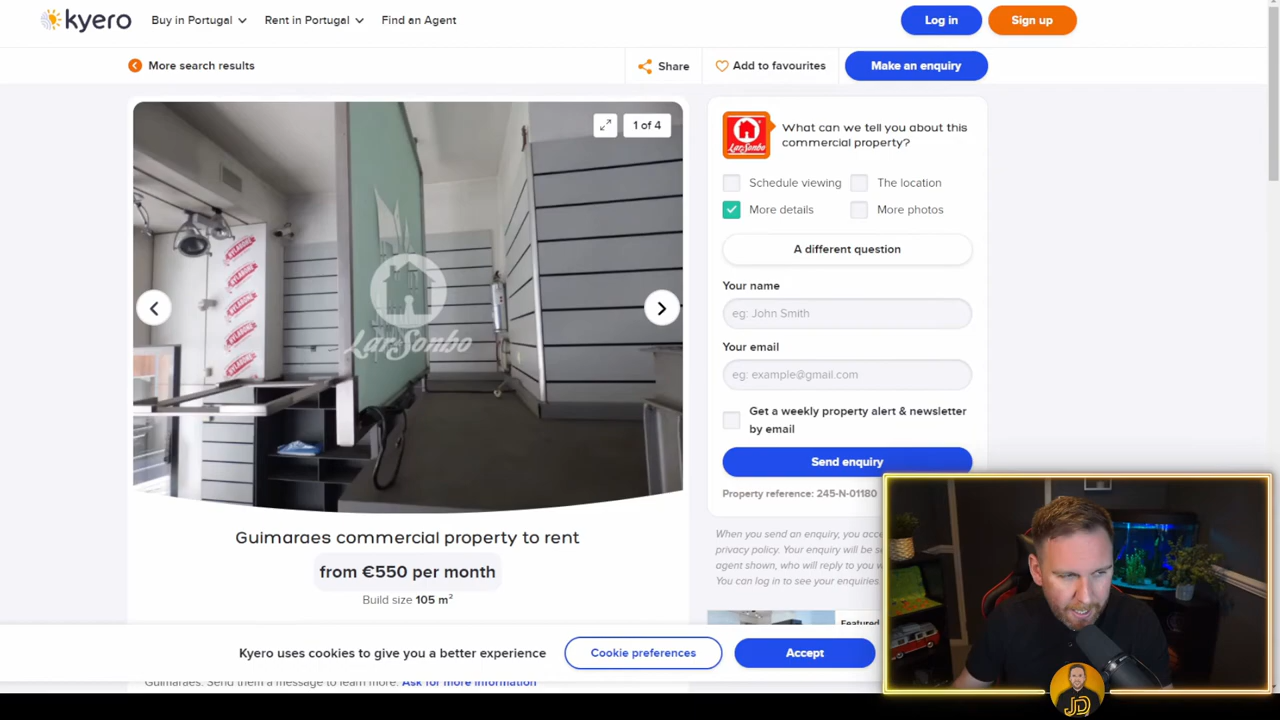 kyero
Buy in Portugal
Rent in Portugal
Find an Agent
Log in
Sign up
More search results
Share
Add to favourites
Make an enquiry
1 of 4
LarSonho
LarSonho
What can we tell you about this
commercial property?
Schedule viewing
The location
More details
More photos
A different question
Your name
eg: John Smith
Your email
eg: example@gmail.com
Get a weekly property alert & newsletter
by email
Send enquiry
Property reference: 245-N-01180
When you send an enquiry, you acce
privacy policy. Your enquiry will be se
agent shown, who will reply to you
You can log in to see your enquiries.
Featured
Guimaraes commercial property to rent
from €550 per month
Build size 105 m²
Kyero uses cookies to give you a better experience
Cookie preferences
Accept
Guimaraes. Send them a message to learn more. Ask for more information
JD